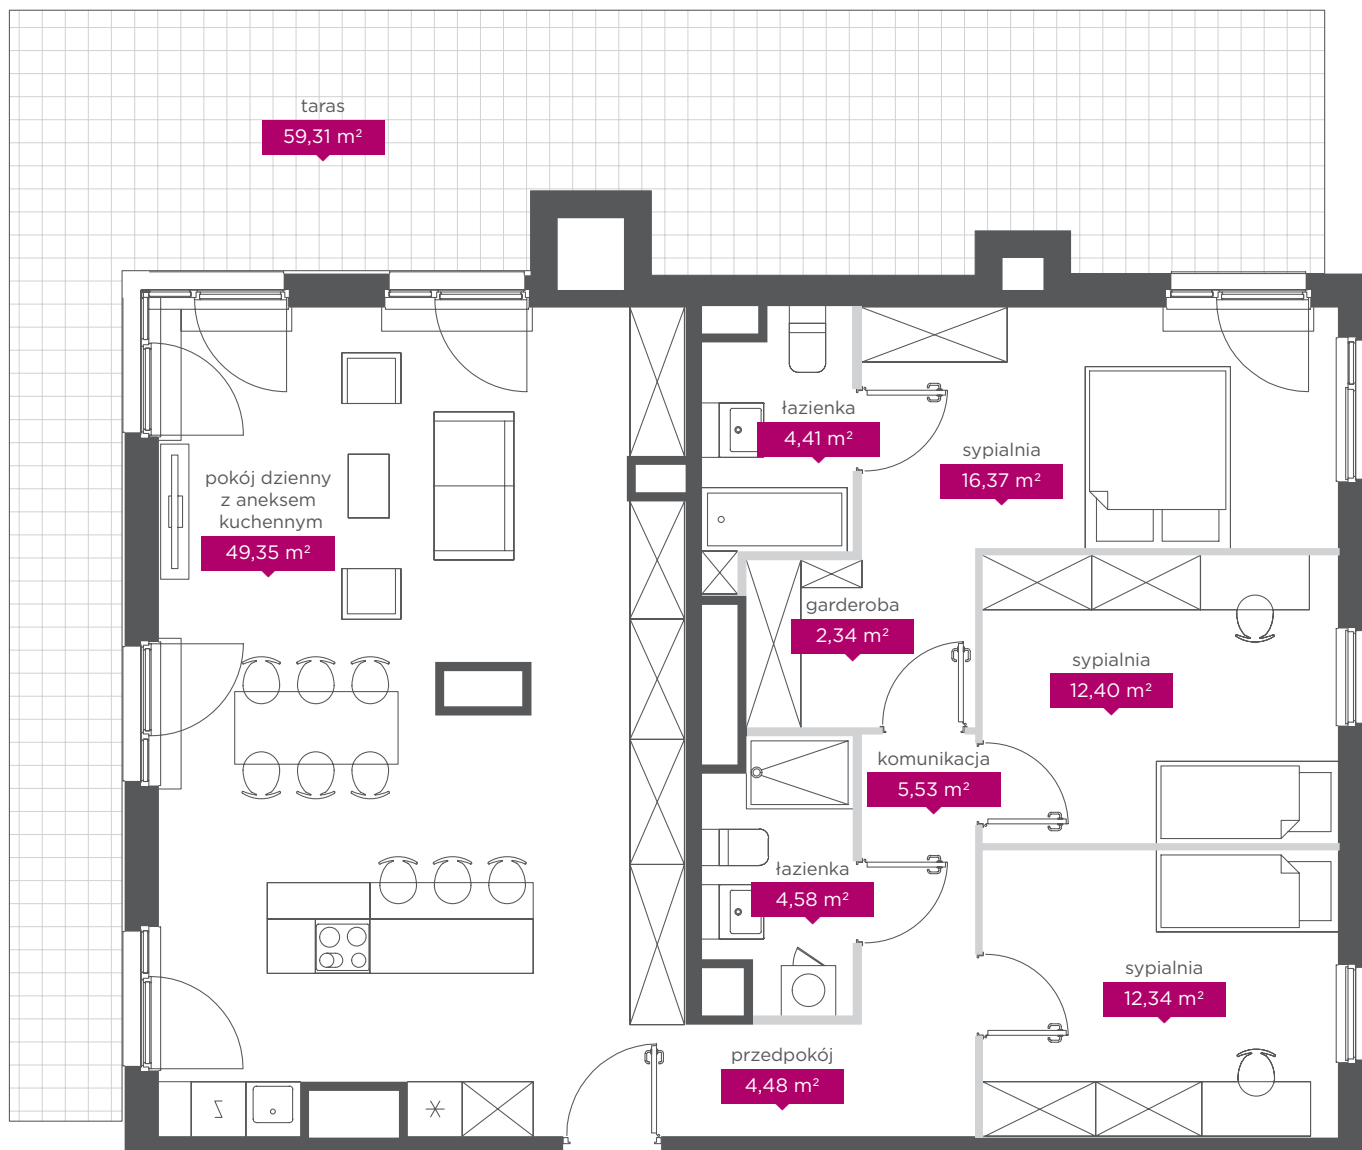 taras
59,31 m²
łazienka
4,41 m²
sypialnia
16,37 m²
pokój dzienny
z aneksem
kuchennym
49,35 m²
garderoba
2,34 m²
sypialnia
12,40 m²
komunikacja
5,53 m²
łazienka
4,58 m²
sypialnia
12,34 m²
przedpokój
4,48 m²